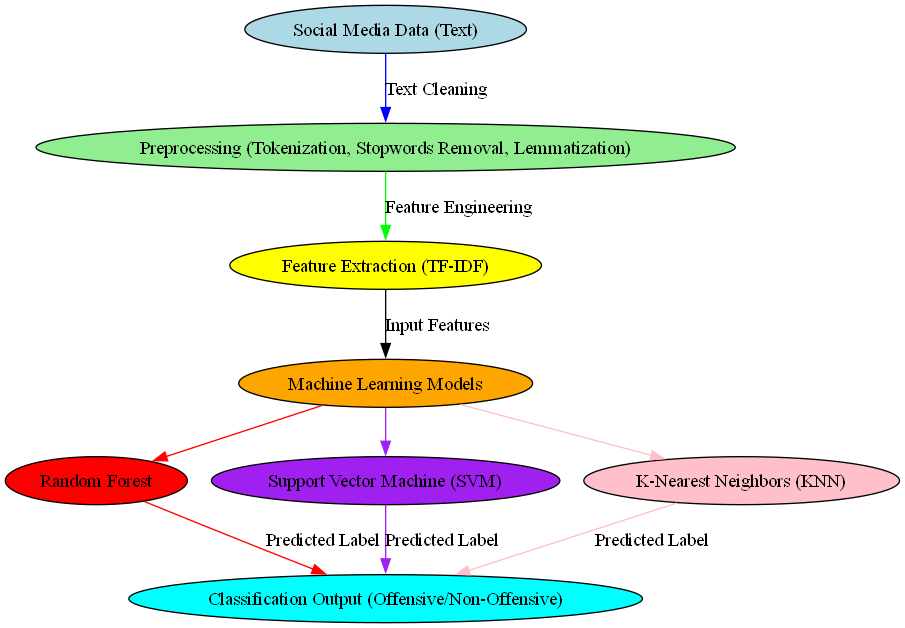 Social Media Data (Text)
Text Cleaning
Preprocessing (Tokenization, Stopwords Removal, Lemmatization)
Feature Engineering
Feature Extraction (TF-IDF)
Input Features
Machine Learning Models
Random Forest
Support Vector Machine (SVM)
K-Nearest Neighbors (KNN)
Predicted Label
Predicted Label
Predicted Label
Classification Output (Offensive/Non-Offensive)